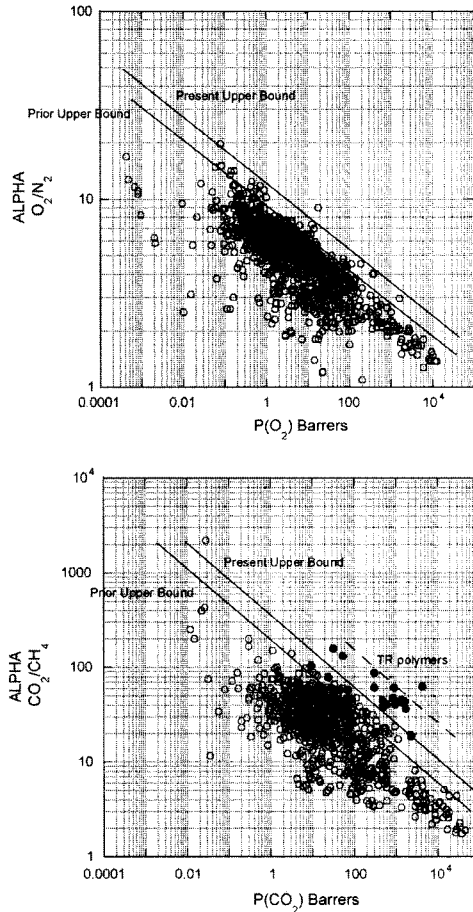 100
Present Upper Bound
Prior Upper Bound
ALPHA
O2/N2
10
1
0.0001 0.01 1 100 10^4
P(O2) Barrers
10^4
1000
Present Upper Bound
Prior Upper Bound
ALPHA
CO2/CH4
TR polymers
100
10
1
0.0001 0.01 1 100 10^4
P(CO2) Barrers